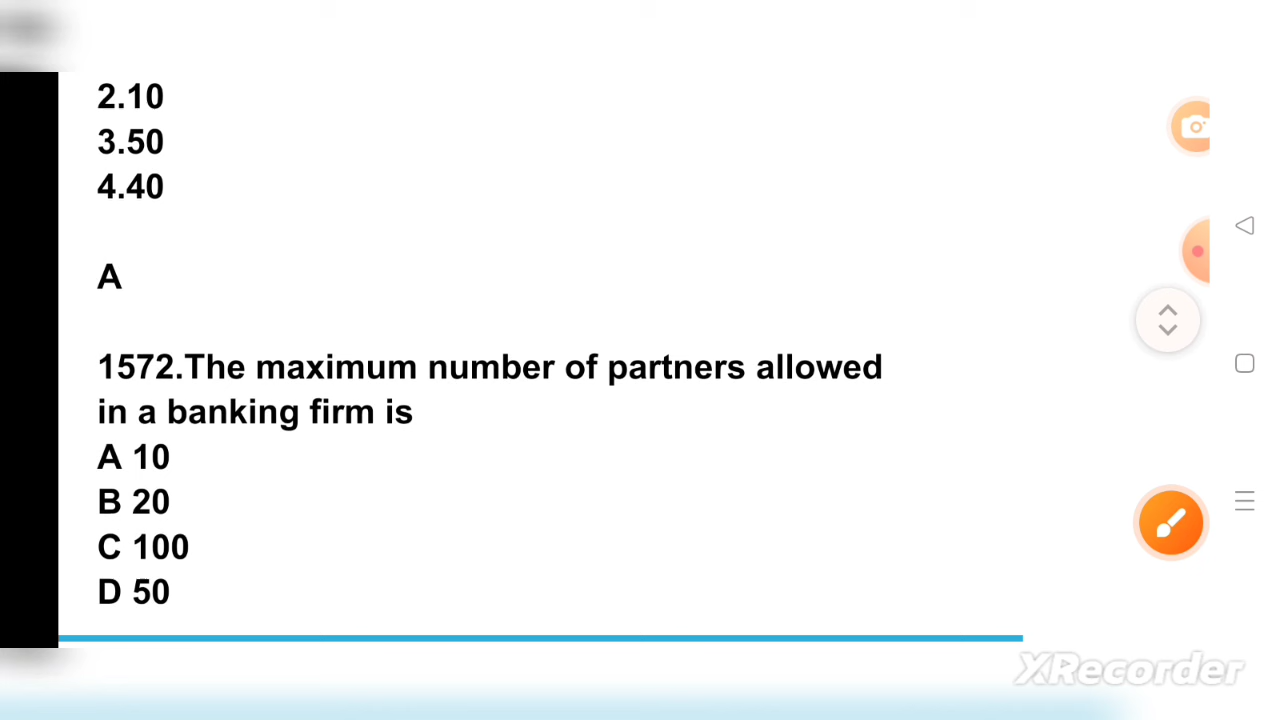 2.10
3.50
4.40
A
1572.The maximum number of partners allowed
in a banking firm is
A 10
B 20
C 100
D 50
XRecorder